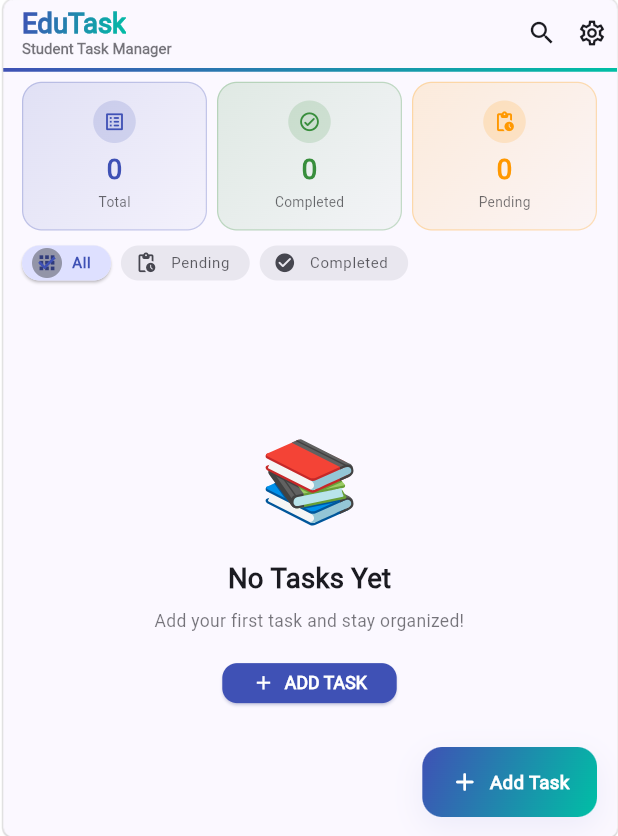 EduTask
Student Task Manager
0
0
0
Total
Completed
Pending
All
Pending
Completed
No Tasks Yet
Add your first task and stay organized!
ADD TASK
Add Task